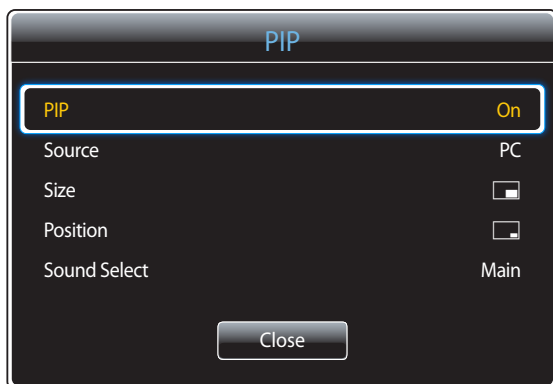 PIP
PIP On
Source PC
Size
Position
Sound Select Main
Close